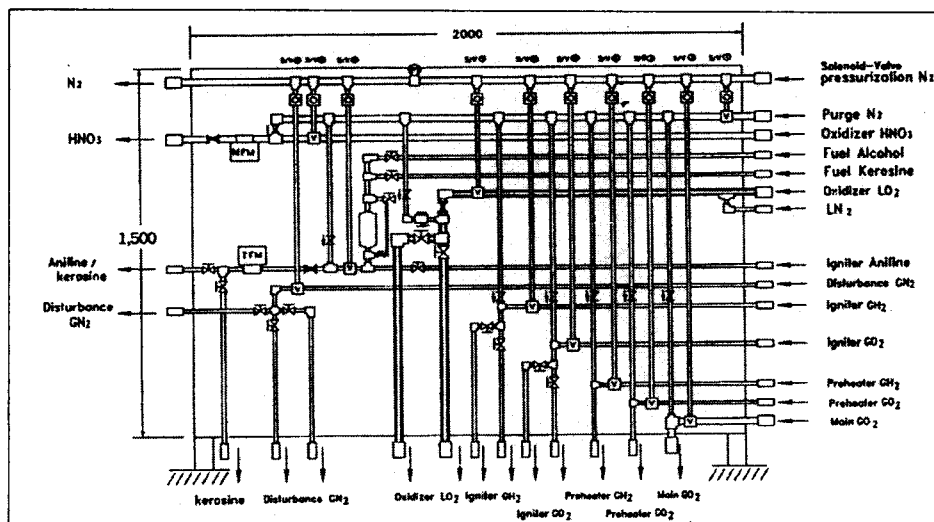 2000
N₂
HNO₃
MFM
1,500
Aniline /
kerosine
TFM
Disturbance
GN₂
Solenoid-Valve
pressurization N₂
Purge N₂
Oxidizer HNO₃
Fuel Alcohol
Fuel Kerosine
Oxidizer LO₂
LN₂
Igniter Aniline
Disturbance GN₂
Igniter GH₂
Igniter GO₂
Preheater GH₂
Preheater GO₂
Main GO₂
kerosine
Disturbance GN₂
Oxidizer LO₂
Igniter GH₂
Igniter GO₂
Preheater GH₂
Preheater GO₂
Main GO₂